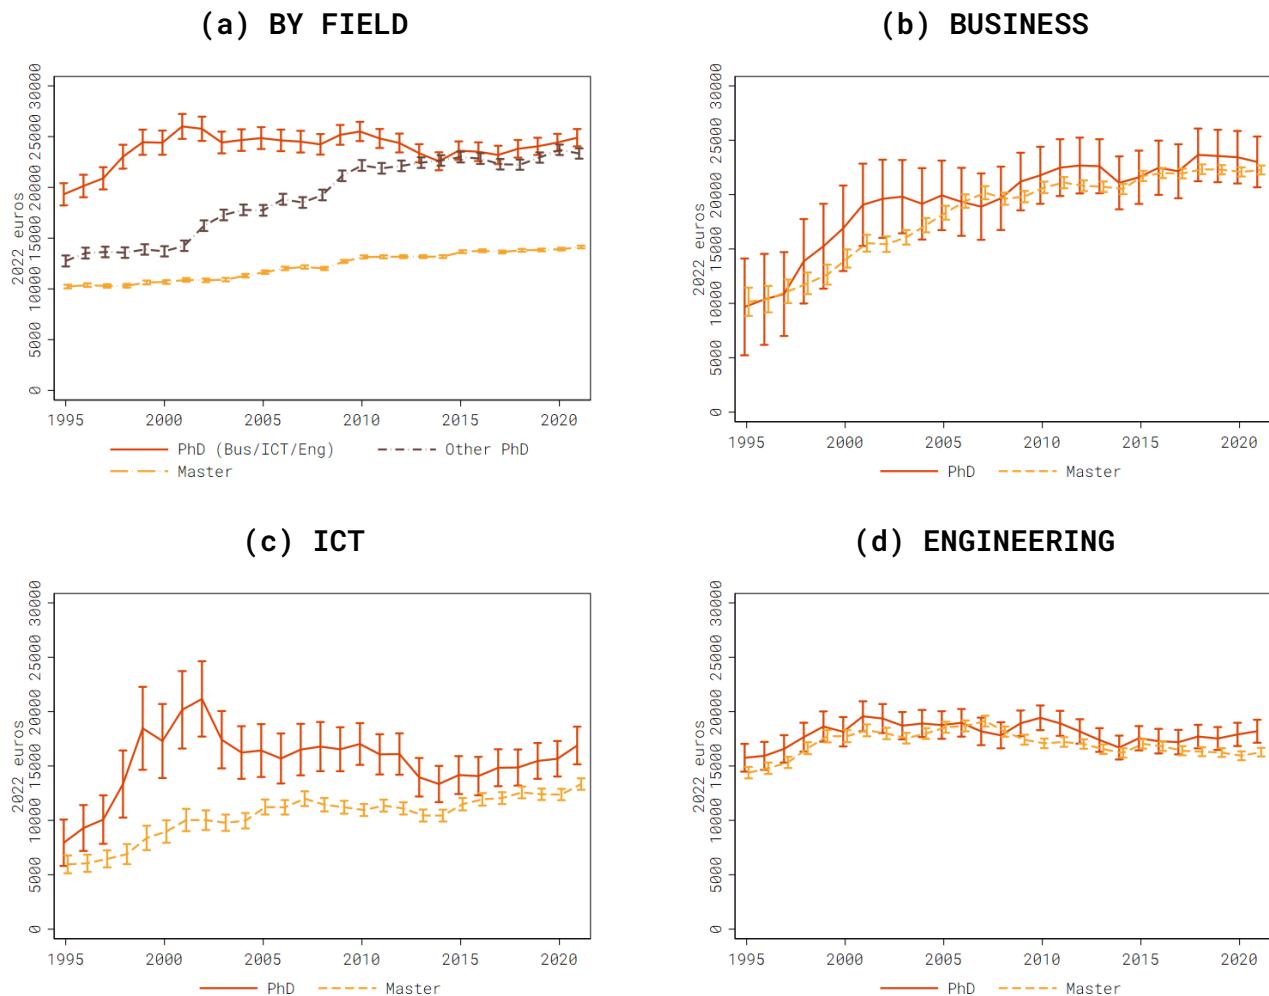 (a) BY FIELD
2022 euros
0 5000 10000 15000 20000 25000 30000
1995 2000 2005 2010 2015 2020
PhD (Bus/ICT/Eng) Other PhD
Master
(b) BUSINESS
2022 euros
0 5000 10000 15000 20000 25000 30000
1995 2000 2005 2010 2015 2020
PhD Master
(c) ICT
2022 euros
0 5000 10000 15000 20000 25000 30000
1995 2000 2005 2010 2015 2020
PhD Master
(d) ENGINEERING
2022 euros
0 5000 10000 15000 20000 25000 30000
1995 2000 2005 2010 2015 2020
PhD Master